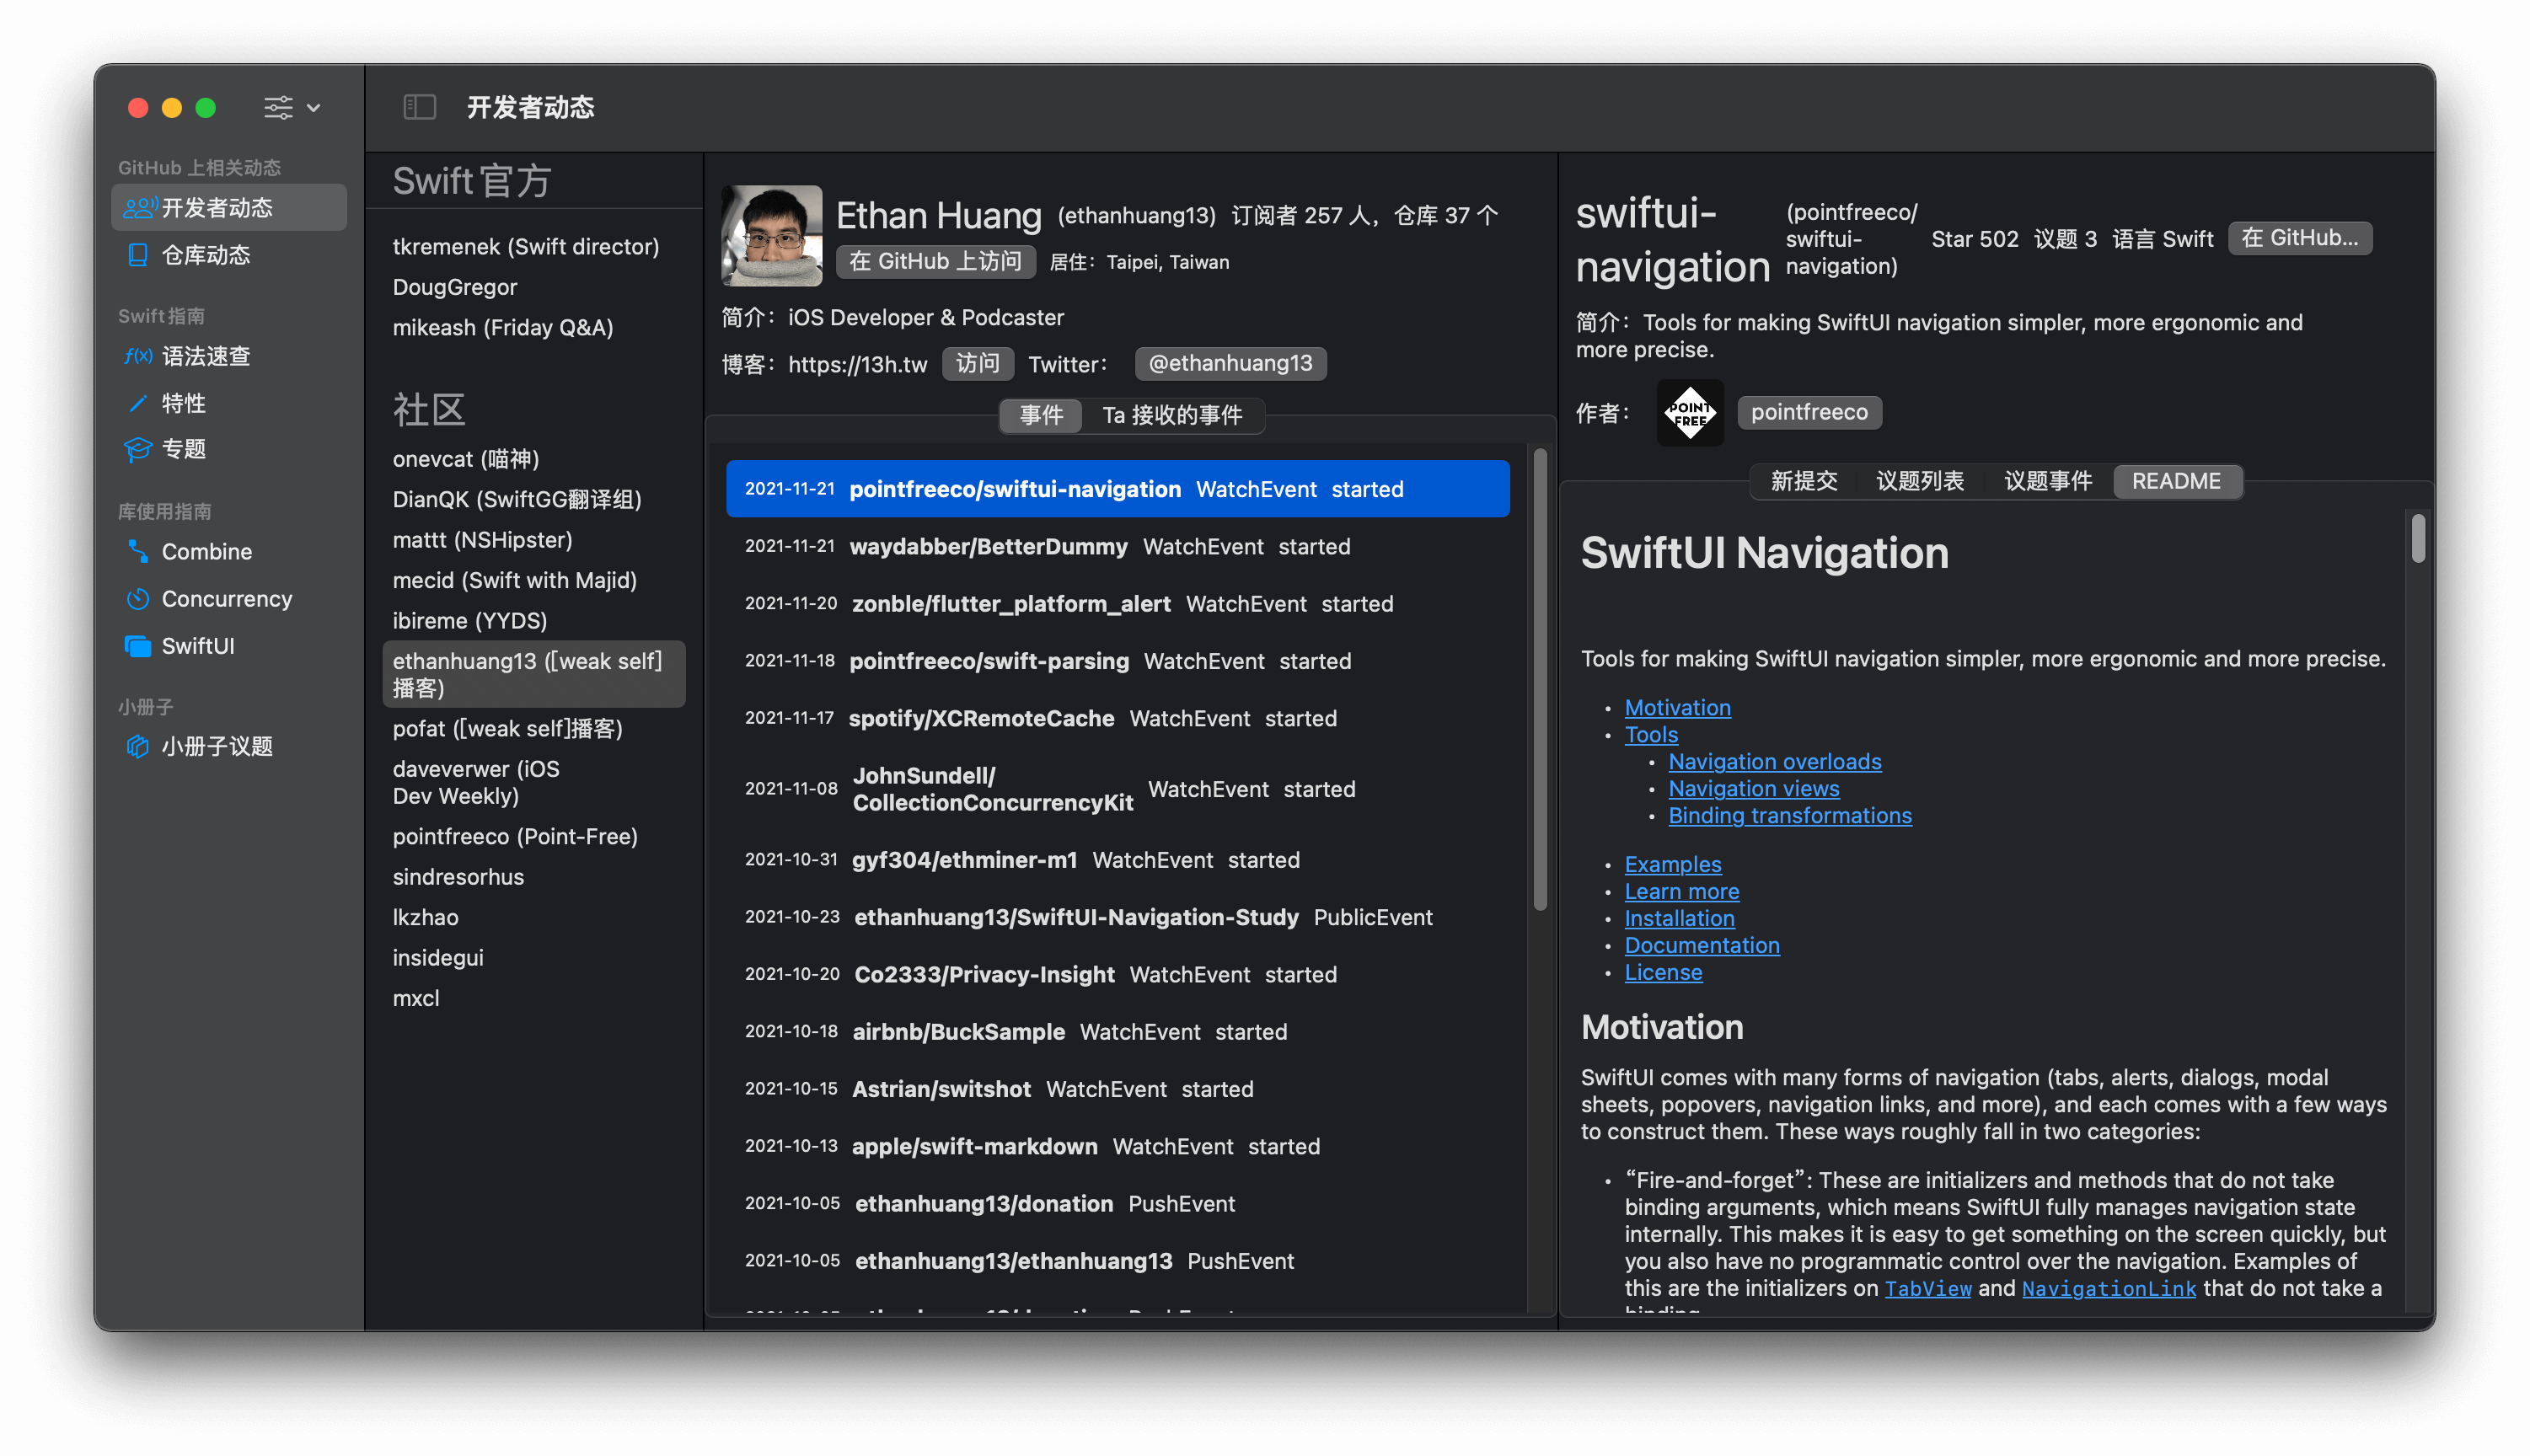 开发者动态
GitHub 上相关动态
开发者动态
仓库动态
Swift指南
语法速查
特性
专题
库使用指南
Combine
Concurrency
SwiftUI
小册子
小册子议题
Swift官方
tkremenek (Swift director)
DougGregor
mikeash (Friday Q&A)
社区
onevcat (喵神)
DianQK (SwiftGG翻译组)
mattt (NSHipster)
mecid (Swift with Majid)
ibireme (YYDS)
ethanhuang13 ([weak self]
播客)
pofat ([weak self]播客)
daveverwer (iOS
Dev Weekly)
pointfreeco (Point-Free)
sindresorhus
lkzhao
insidegui
mxcl
Ethan Huang (ethanhuang13) 订阅者 257 人，仓库 37 个
在 GitHub 上访问 居住：Taipei, Taiwan
简介：iOS Developer & Podcaster
博客：https://13h.tw 访问 Twitter： @ethanhuang13
事件 Ta 接收的事件
2021-11-21 pointfreeco/swiftui-navigation WatchEvent started
2021-11-21 waydabber/BetterDummy WatchEvent started
2021-11-20 zonble/flutter_platform_alert WatchEvent started
2021-11-18 pointfreeco/swift-parsing WatchEvent started
2021-11-17 spotify/XCRemoteCache WatchEvent started
2021-11-08 JohnSundell/
CollectionConcurrencyKit WatchEvent started
2021-10-31 gyf304/ethminer-m1 WatchEvent started
2021-10-23 ethanhuang13/SwiftUI-Navigation-Study PublicEvent
2021-10-20 Co2333/Privacy-Insight WatchEvent started
2021-10-18 airbnb/BuckSample WatchEvent started
2021-10-15 Astrian/switshot WatchEvent started
2021-10-13 apple/swift-markdown WatchEvent started
2021-10-05 ethanhuang13/donation PushEvent
2021-10-05 ethanhuang13/ethanhuang13 PushEvent
swiftui-
navigation
(pointfreeco/
swiftui-
navigation)
Star 502 议题 3 语言 Swift 在 GitHub...
简介：Tools for making SwiftUI navigation simpler, more ergonomic and
more precise.
作者：
POINT
FREE
pointfreeco
新提交 议题列表 议题事件 README
SwiftUI Navigation
Tools for making SwiftUI navigation simpler, more ergonomic and more precise.
• Motivation
• Tools
• Navigation overloads
• Navigation views
• Binding transformations
• Examples
• Learn more
• Installation
• Documentation
• License
Motivation
SwiftUI comes with many forms of navigation (tabs, alerts, dialogs, modal
sheets, popovers, navigation links, and more), and each comes with a few ways
to construct them. These ways roughly fall in two categories:
• “Fire-and-forget”: These are initializers and methods that do not take
binding arguments, which means SwiftUI fully manages navigation state
internally. This makes it is easy to get something on the screen quickly, but
you also have no programmatic control over the navigation. Examples of
this are the initializers on TabView and NavigationLink that do not take a